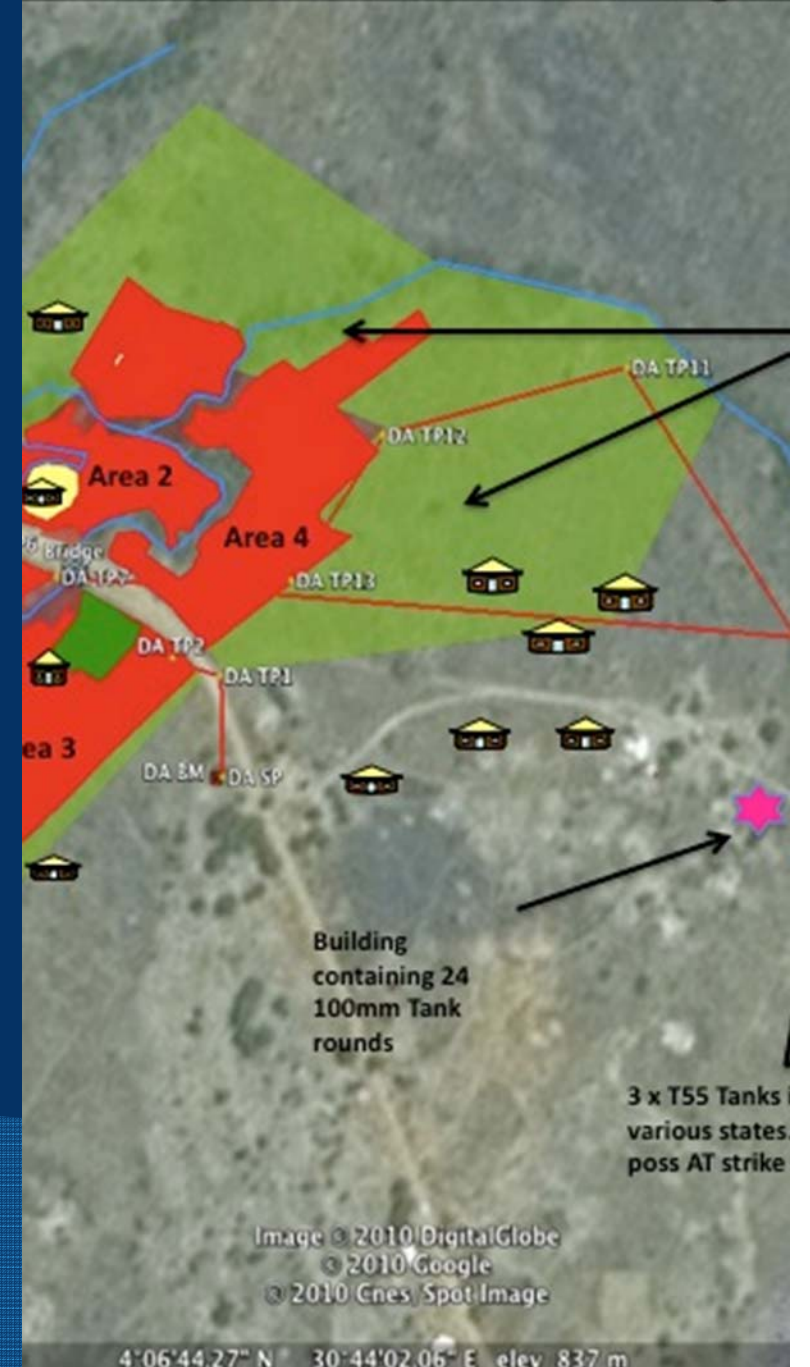 DA TP11
DA TP12
Area 2
Area 4
Bridge
DA TP7
DA TP13
DA TP2
DA TP1
ea 3
DA BM
DA SP
Building
containing 24
100mm Tank
rounds
3 x T55 Tanks i
various states.
poss AT strike
Image © 2010 DigitalGlobe
© 2010 Google
© 2010 Cnes, Spot Image
4°06'44.27" N 30°44'02.06" E elev 837 m